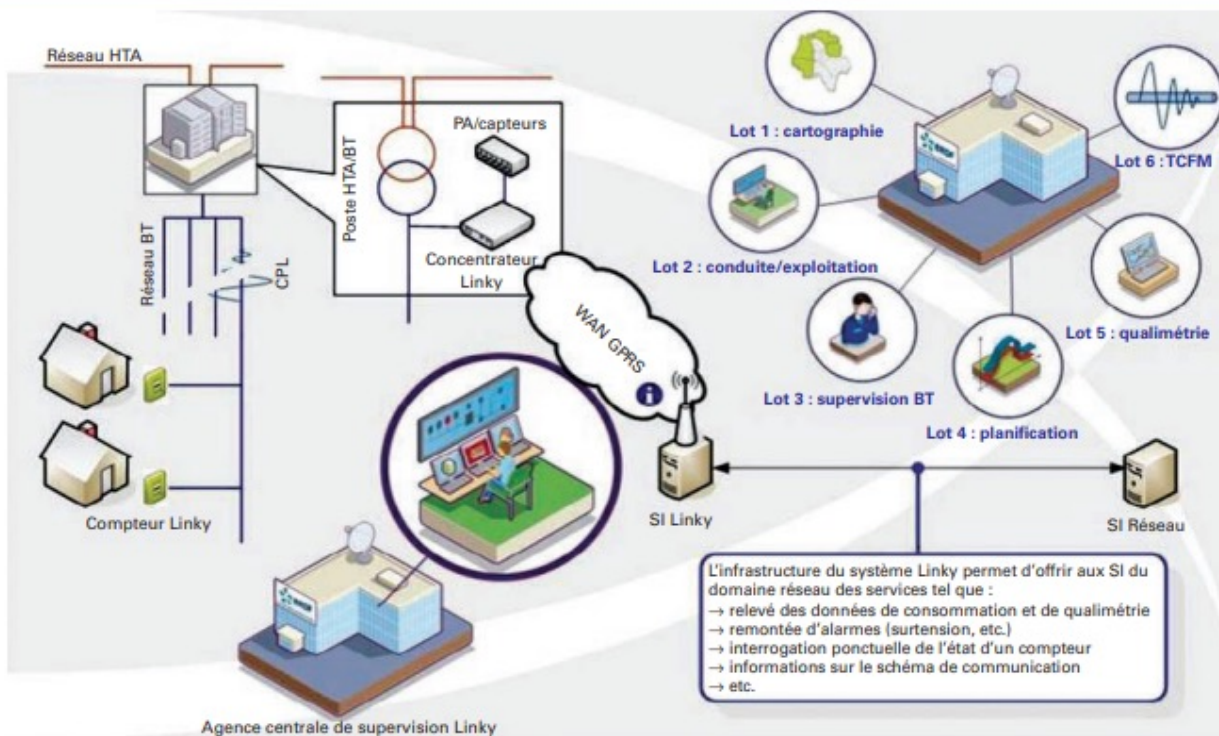 Réseau HTA
Poste HTA/BT
PA/capteurs
Concentrateur
Linky
Réseau BT
CPL
Compteur Linky
WAN GPRS
SI Linky
SI Réseau
Agence centrale de supervision Linky
Lot 1 : cartographie
Lot 2 : conduite/exploitation
Lot 3 : supervision BT
Lot 4 : planification
Lot 5 : qualimétrie
Lot 6 : TCFM
L'infrastructure du système Linky permet d'offrir aux SI du
domaine réseau des services tel que :
→ relevé des données de consommation et de qualimétrie
→ remontée d'alarmes (surtension, etc.)
→ interrogation ponctuelle de l'état d'un compteur
→ informations sur le schéma de communication
→ etc.